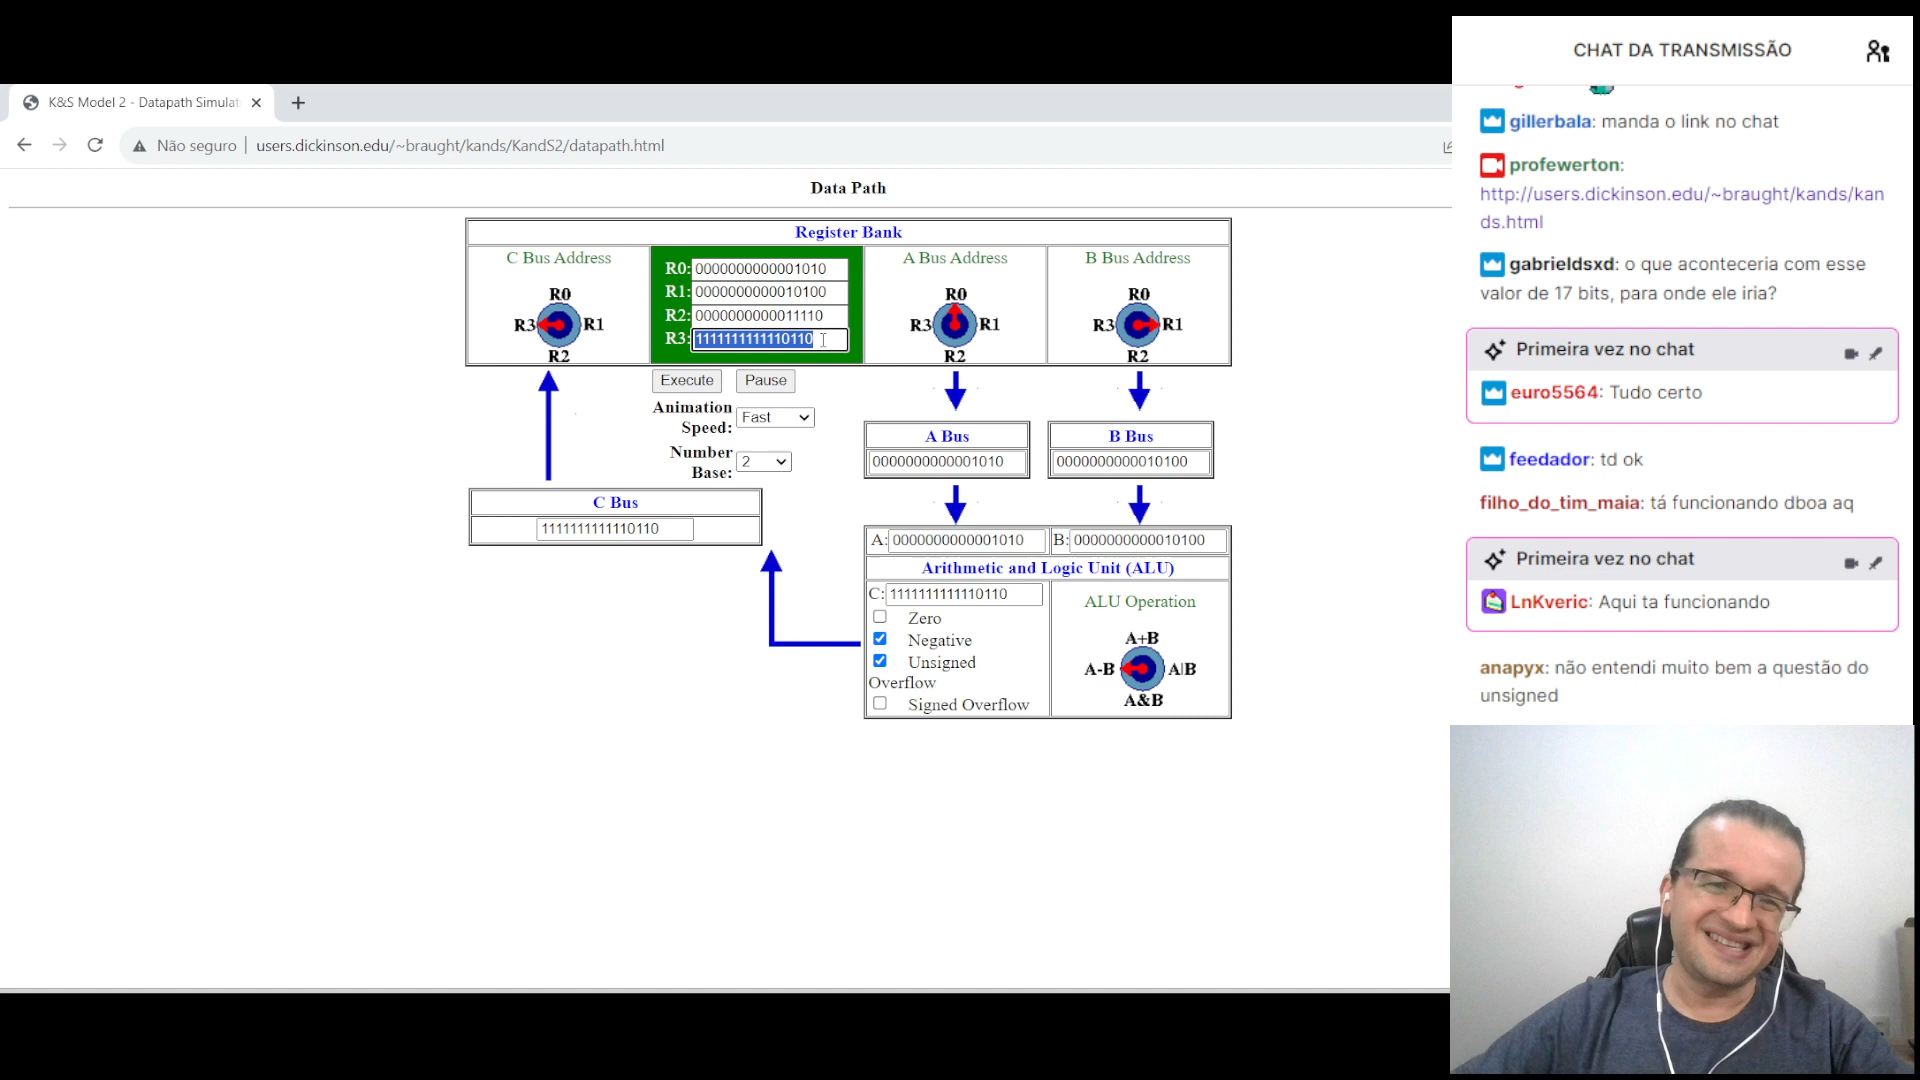 K&S Model 2 - Datapath Simulat
Não seguro
users.dickinson.edu/~braught/kands/KandS2/datapath.html
Data Path
Register Bank
C Bus Address
R0
R3
R1
R2
R0: 0000000000001010
R1: 0000000000010100
R2: 0000000000011110
R3: 1111111111110110
A Bus Address
R0
R3
R1
R2
B Bus Address
R0
R3
R1
R2
Execute
Pause
Animation
Speed:
Fast
Number
Base:
2
A Bus
0000000000001010
B Bus
0000000000010100
C Bus
1111111111110110
A: 0000000000001010
B: 0000000000010100
Arithmetic and Logic Unit (ALU)
C: 1111111111110110
Zero
Negative
Unsigned
Overflow
Signed Overflow
ALU Operation
A+B
A-B
A|B
A&B
CHAT DA TRANSMISSÃO
gillerbala: manda o link no chat
profewerton:
http://users.dickinson.edu/~braught/kands/kan
ds.html
gabrieldsxd: o que aconteceria com esse
valor de 17 bits, para onde ele iria?
Primeira vez no chat
euro5564: Tudo certo
feedador: td ok
filho_do_tim_maia: tá funcionando dboa aq
Primeira vez no chat
LnKveric: Aqui ta funcionando
anapyx: não entendi muito bem a questão do
unsigned